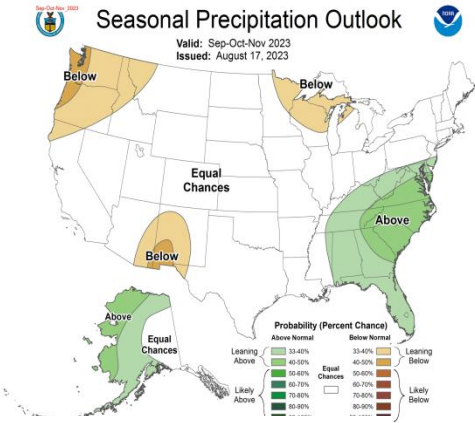 Sep-Oct-Nov 2023
Seasonal Precipitation Outlook
Valid: Sep-Oct-Nov 2023
Issued: August 17, 2023
Below
Below
Equal
Chances
Above
Below
Above
Equal
Chances
Probability (Percent Chance)
Above Normal
Below Normal
Leaning
Above
33-40%
40-50%
50-60%
60-70%
70-80%
80-90%
Likely
Above
Equal
Chances
33-40%
40-50%
50-60%
60-70%
70-80%
80-90%
Leaning
Below
Likely
Below